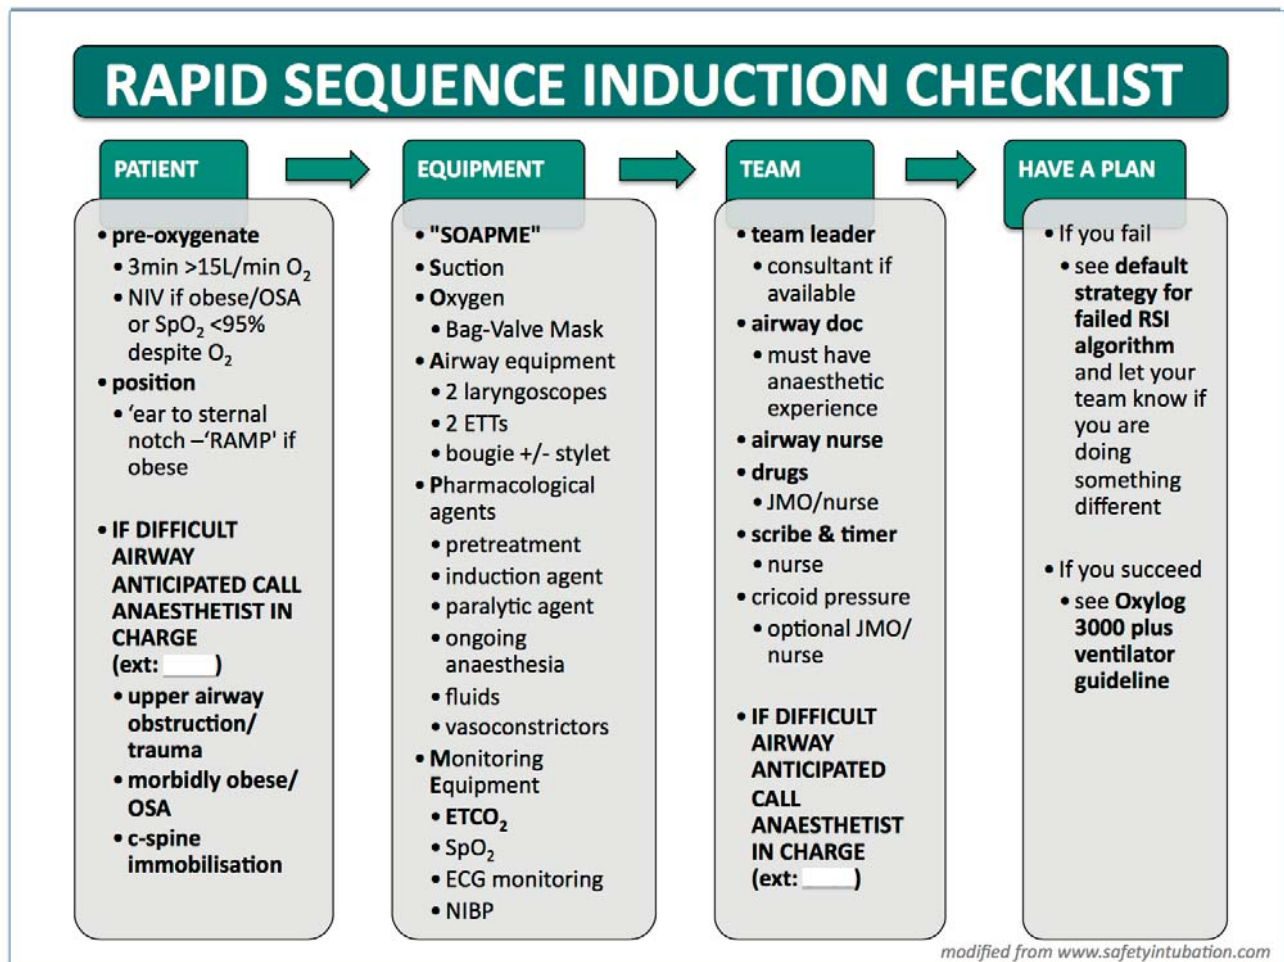 RAPID SEQUENCE INDUCTION CHECKLIST
PATIENT
• pre-oxygenate
• 3min >15L/min O₂
• NIV if obese/OSA
or SpO₂ <95%
despite O₂
• position
• 'ear to sternal
notch –'RAMP' if
obese
• IF DIFFICULT
AIRWAY
ANTICIPATED CALL
ANAESTHETIST IN
CHARGE
(ext: )
• upper airway
obstruction/
trauma
• morbidly obese/
OSA
• c-spine
immobilisation
EQUIPMENT
• "SOAPME"
• Suction
• Oxygen
• Bag-Valve Mask
• Airway equipment
• 2 laryngoscopes
• 2 ETTs
• bougie +/- stylet
• Pharmacological
agents
• pretreatment
• induction agent
• paralytic agent
• ongoing
anaesthesia
• fluids
• vasoconstrictors
• Monitoring
Equipment
• ETCO₂
• SpO₂
• ECG monitoring
• NIBP
TEAM
• team leader
• consultant if
available
• airway doc
• must have
anaesthetic
experience
• airway nurse
• drugs
• JMO/nurse
• scribe & timer
• nurse
• cricoid pressure
• optional JMO/
nurse
• IF DIFFICULT
AIRWAY
ANTICIPATED
CALL
ANAESTHETIST
IN CHARGE
(ext: )
HAVE A PLAN
• If you fail
• see default
strategy for
failed RSI
algorithm
and let your
team know if
you are
doing
something
different
• If you succeed
• see Oxylog
3000 plus
ventilator
guideline
modified from www.safetyintubation.com